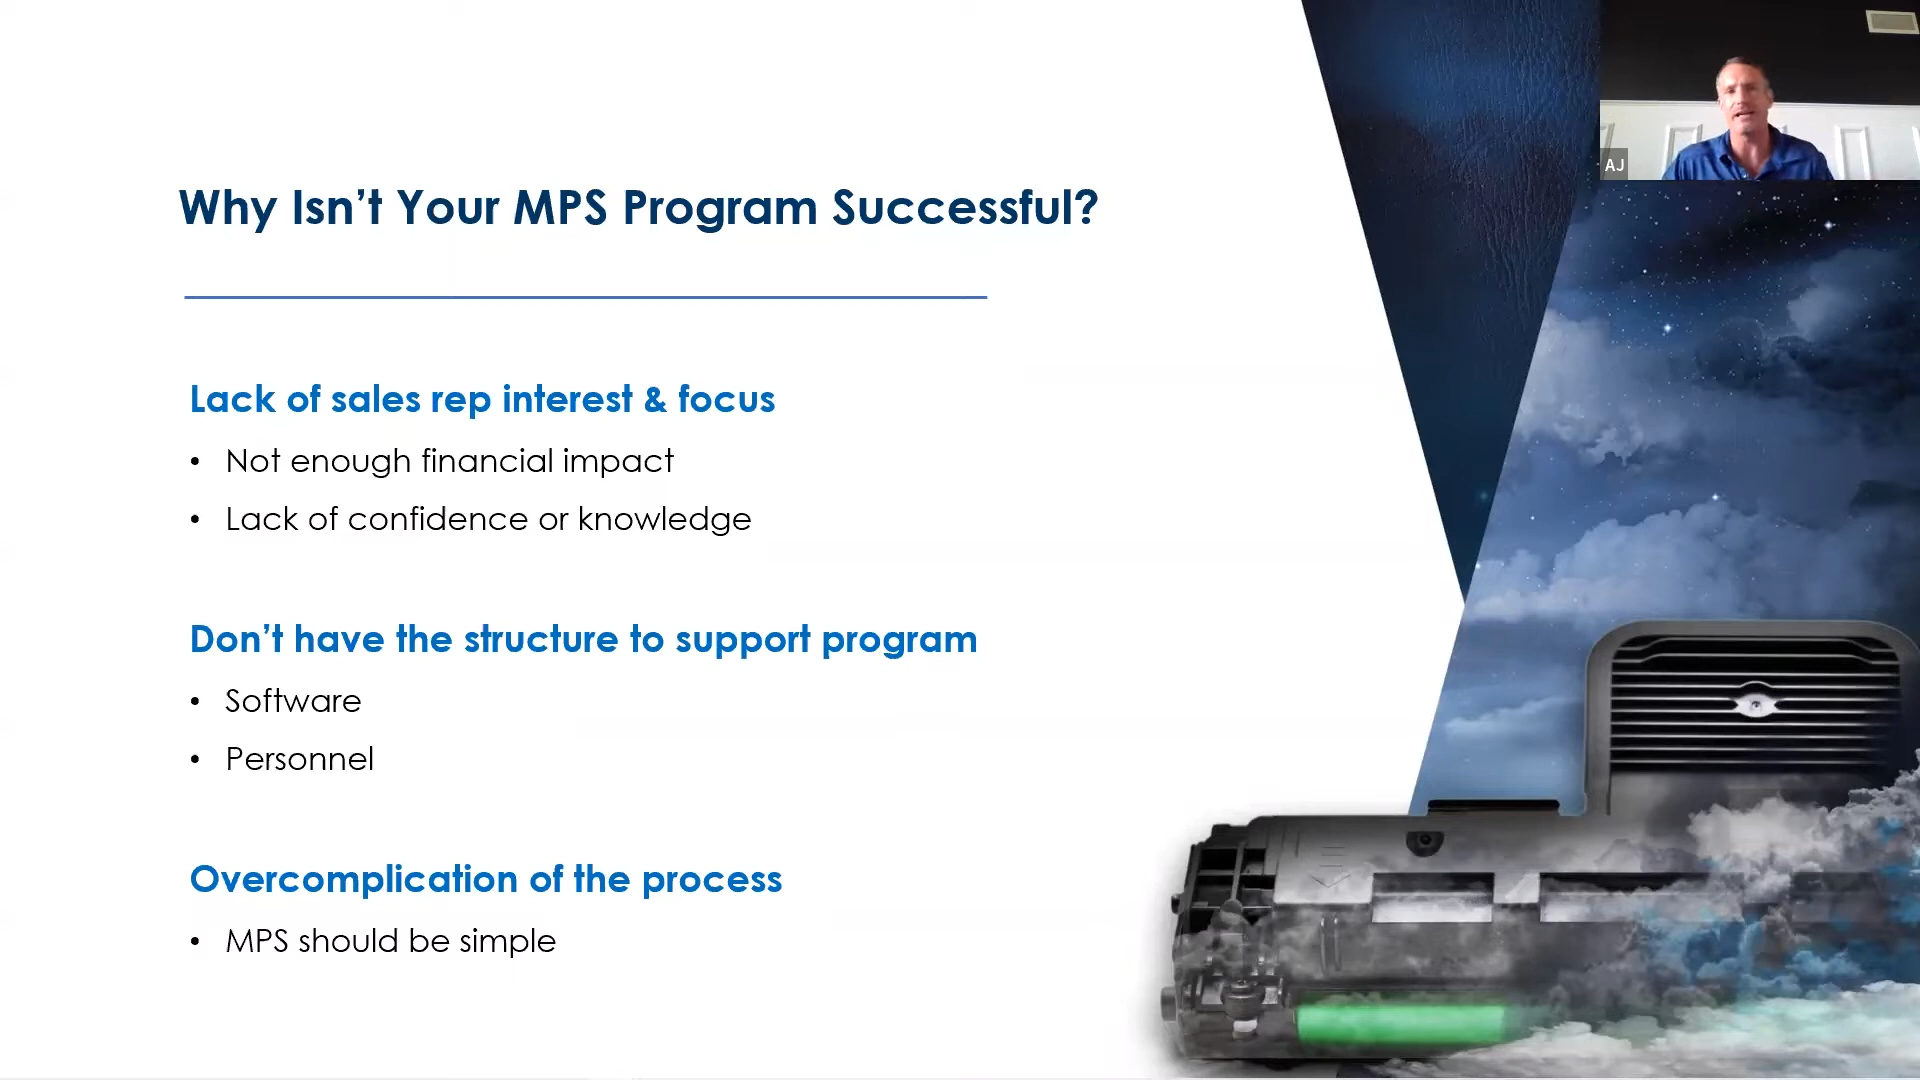 Why Isn’t Your MPS Program Successful?
Lack of sales rep interest & focus
• Not enough financial impact
• Lack of confidence or knowledge
Don’t have the structure to support program
• Software
• Personnel
Overcomplication of the process
• MPS should be simple
AJ